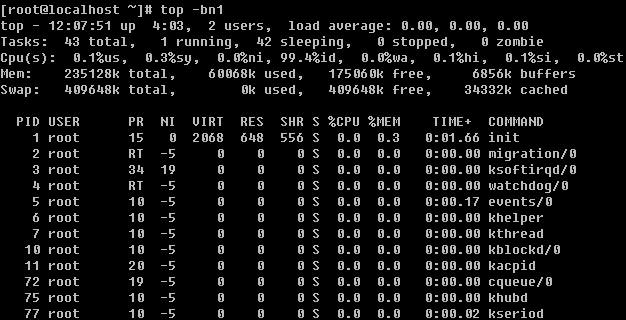 [root@localhost ~]# top -bn1
top - 12:07:51 up  4:03,  2 users,  load average: 0.00, 0.00, 0.00
Tasks:  43 total,   1 running,  42 sleeping,   0 stopped,   0 zombie
Cpu(s):  0.1%us,  0.3%sy,  0.0%ni, 99.4%id,  0.0%wa,  0.1%hi,  0.1%si,  0.0%st
Mem:    235128k total,    60068k used,   175060k free,     6856k buffers
Swap:   409648k total,        0k used,   409648k free,    34332k cached
  PID USER      PR  NI  VIRT  RES  SHR S %CPU %MEM    TIME+  COMMAND
    1 root      15   0  2068  648  556 S  0.0  0.3   0:01.66 init
    2 root      RT  -5     0    0    0 S  0.0  0.0   0:00.00 migration/0
    3 root      34  19     0    0    0 S  0.0  0.0   0:00.00 ksoftirqd/0
    4 root      RT  -5     0    0    0 S  0.0  0.0   0:00.00 watchdog/0
    5 root      10  -5     0    0    0 S  0.0  0.0   0:00.17 events/0
    6 root      10  -5     0    0    0 S  0.0  0.0   0:00.00 khelper
    7 root      10  -5     0    0    0 S  0.0  0.0   0:00.00 kthread
   10 root      10  -5     0    0    0 S  0.0  0.0   0:00.00 kblockd/0
   11 root      20  -5     0    0    0 S  0.0  0.0   0:00.00 kacpid
   72 root      19  -5     0    0    0 S  0.0  0.0   0:00.00 cqueue/0
   75 root      10  -5     0    0    0 S  0.0  0.0   0:00.00 khubd
   77 root      10  -5     0    0    0 S  0.0  0.0   0:00.02 kseriod